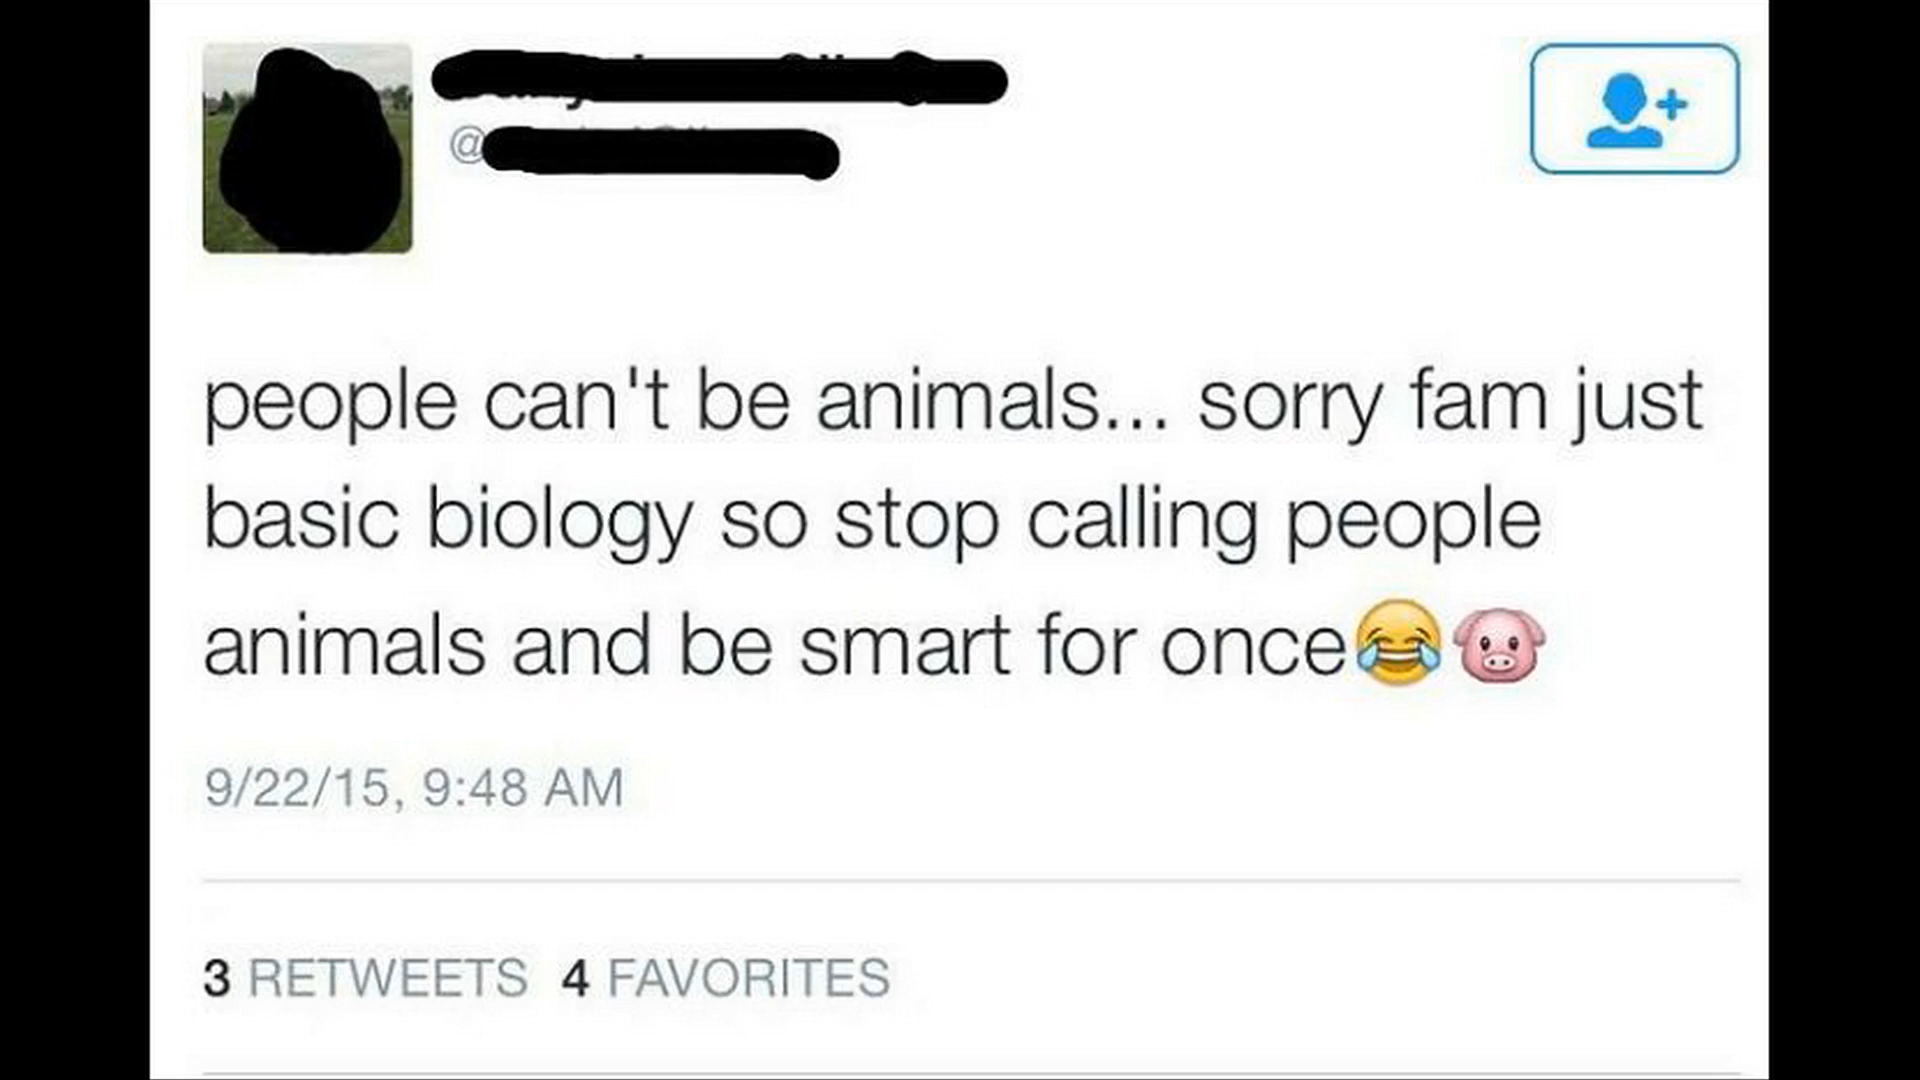 @
people can't be animals... sorry fam just
basic biology so stop calling people
animals and be smart for once😂🐷
9/22/15, 9:48 AM
3 RETWEETS 4 FAVORITES